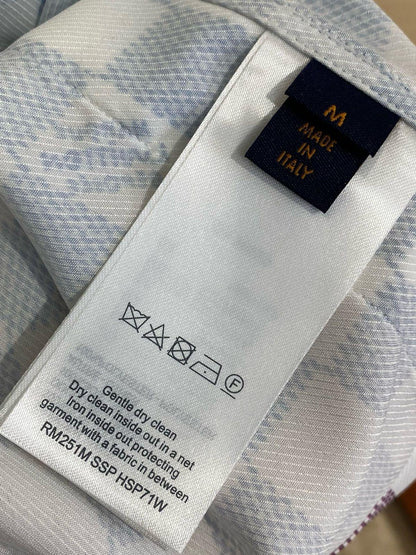 M
MADE
IN
ITALY
F
Gentle dry clean
Dry clean inside out in a net
Iron inside out protecting
garment with a fabric in between
RM251M SSP HSP71W